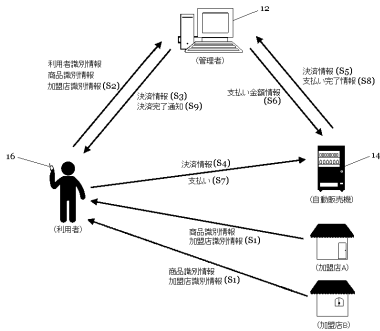 12
(管理者)
利用者識別情報
商品識別情報
加盟店識別情報(S2)
決済情報(S3)
決済完了通知(S9)
決済情報(S5)
支払い完了情報(S8)
支払い金額情報
(S6)
16
決済情報(S4)
支払い(S7)
14
(自動販売機)
(利用者)
商品識別情報
加盟店識別情報(S1)
(加盟店A)
商品識別情報
加盟店識別情報(S1)
(加盟店B)